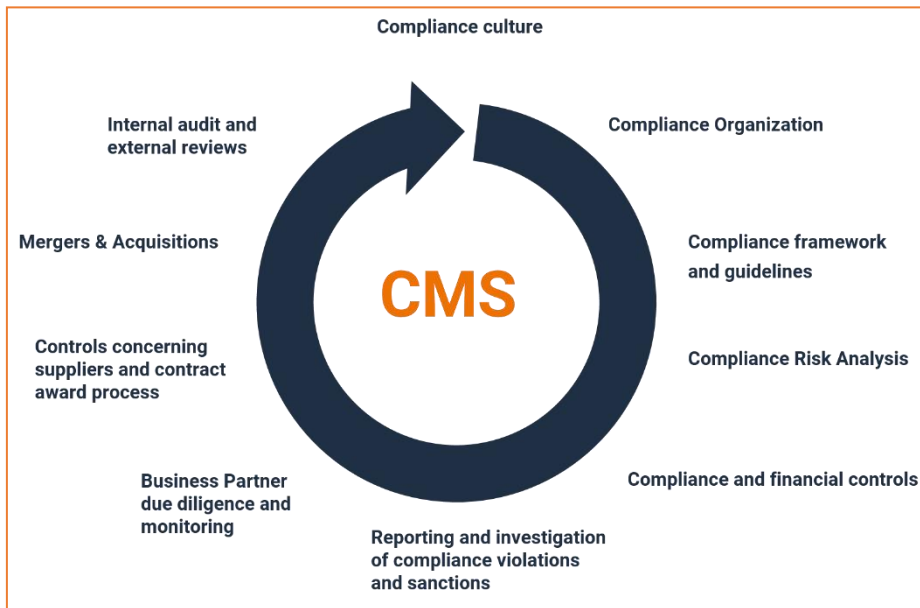 Compliance culture
Compliance Organization
Compliance framework
and guidelines
Compliance Risk Analysis
Compliance and financial controls
Reporting and investigation
of compliance violations
and sanctions
Business Partner
due diligence and
monitoring
Controls concerning
suppliers and contract
award process
Mergers & Acquisitions
Internal audit and
external reviews
CMS